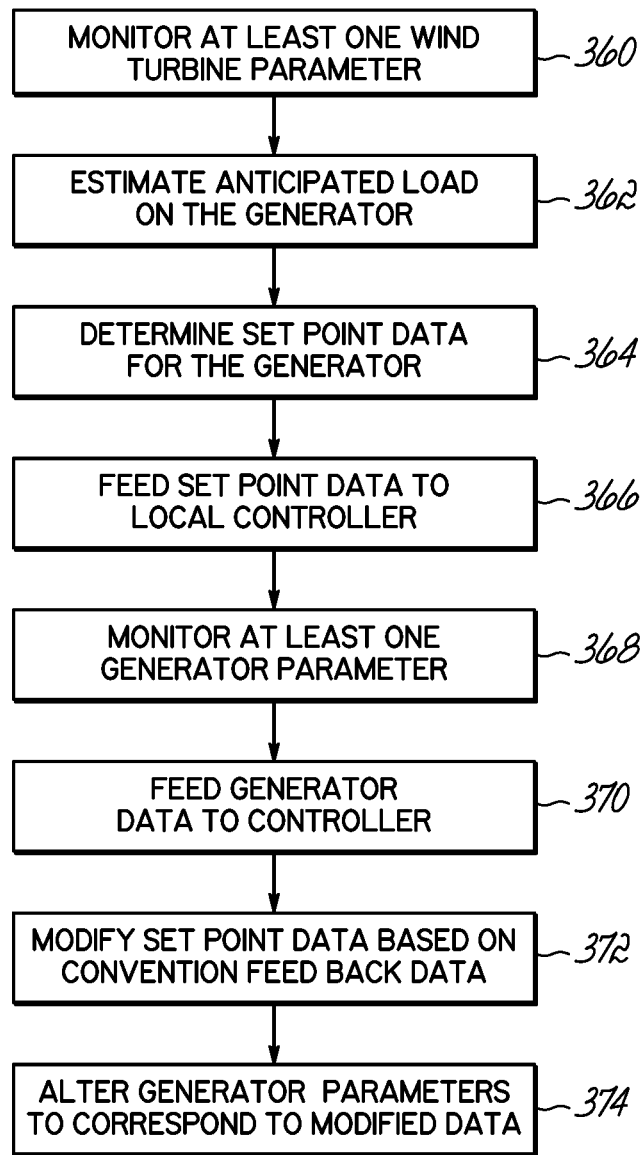 MONITOR AT LEAST ONE WIND
TURBINE PARAMETER
360
ESTIMATE ANTICIPATED LOAD
ON THE GENERATOR
362
DETERMINE SET POINT DATA
FOR THE GENERATOR
364
FEED SET POINT DATA TO
LOCAL CONTROLLER
366
MONITOR AT LEAST ONE
GENERATOR PARAMETER
368
FEED GENERATOR
DATA TO CONTROLLER
370
MODIFY SET POINT DATA BASED ON
CONVENTION FEED BACK DATA
372
ALTER GENERATOR PARAMETERS
TO CORRESPOND TO MODIFIED DATA
374